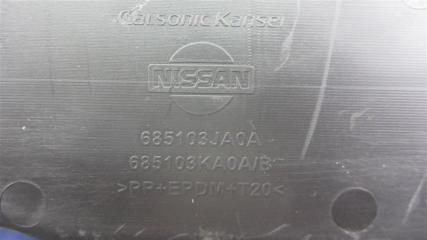 Calsonic Kansei
NISSAN
685103JA0A
685103KA0A/B
>PP+EPDM+T20<